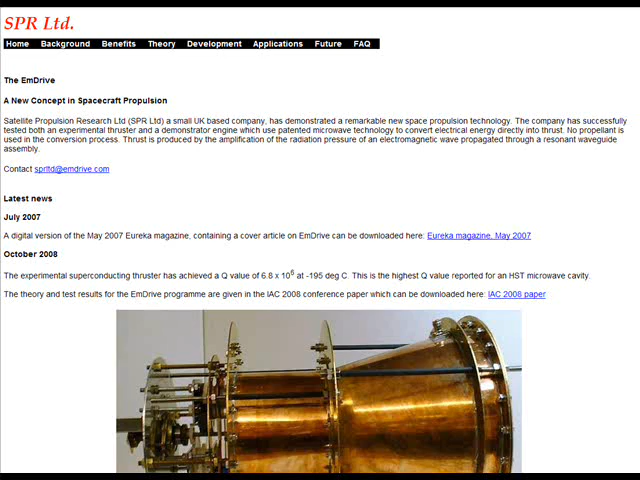 SPR Ltd.
Home Background Benefits Theory Development Applications Future FAQ
The EmDrive
A New Concept in Spacecraft Propulsion
Satellite Propulsion Research Ltd (SPR Ltd) a small UK based company, has demonstrated a remarkable new space propulsion technology. The company has successfully
tested both an experimental thruster and a demonstrator engine which use patented microwave technology to convert electrical energy directly into thrust. No propellant is
used in the conversion process. Thrust is produced by the amplification of the radiation pressure of an electromagnetic wave propagated through a resonant waveguide
assembly.
Contact sprltd@emdrive.com
Latest news
July 2007
A digital version of the May 2007 Eureka magazine, containing a cover article on EmDrive can be downloaded here: Eureka magazine, May 2007
October 2008
The experimental superconducting thruster has achieved a Q value of 6.8 x 10⁶ at -195 deg C. This is the highest Q value reported for an HST microwave cavity.
The theory and test results for the EmDrive programme are given in the IAC 2008 conference paper which can be downloaded here: IAC 2008 paper